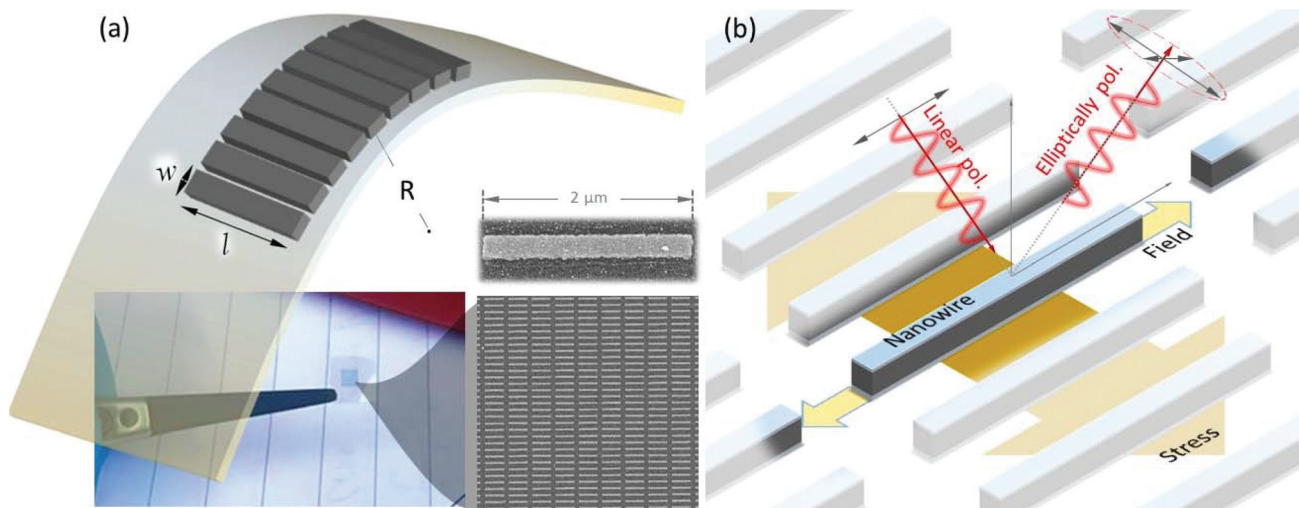 (a)
w
l
R
2 µm
(b)
Linear pol.
Elliptically pol.
Field
Nanowire
Stress